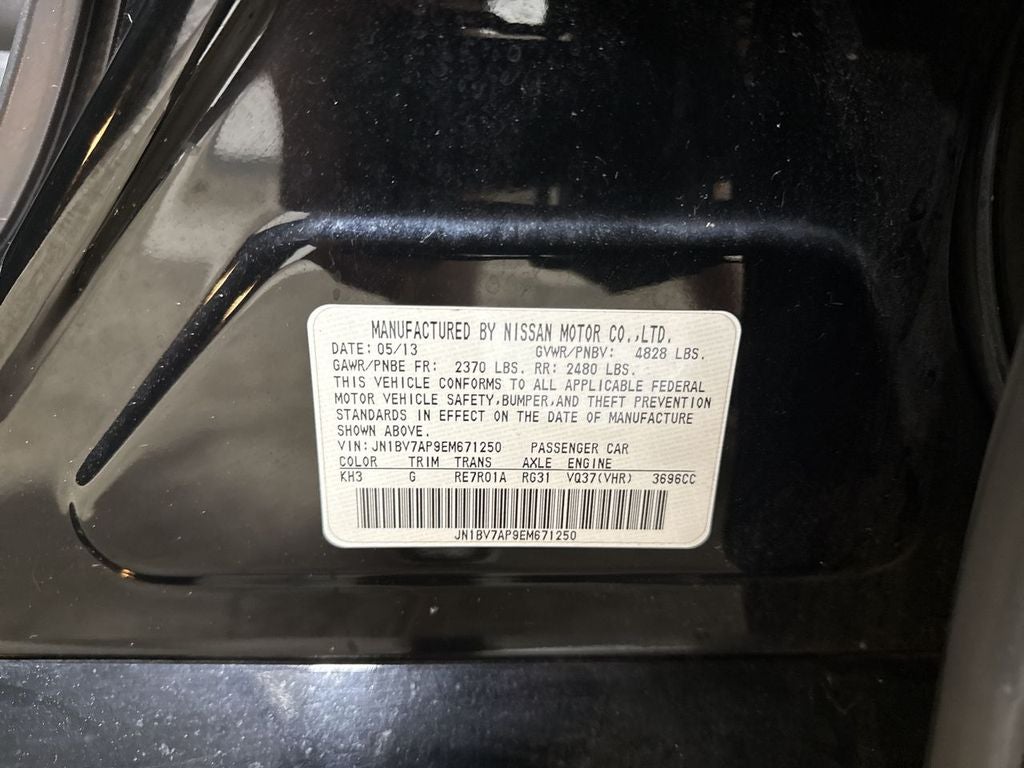 MANUFACTURED BY NISSAN MOTOR CO.,LTD.
DATE: 05/13 GVWR/PNBV: 4828 LBS.
GAWR/PNBE FR: 2370 LBS. RR: 2480 LBS.
THIS VEHICLE CONFORMS TO ALL APPLICABLE FEDERAL
MOTOR VEHICLE SAFETY,BUMPER,AND THEFT PREVENTION
STANDARDS IN EFFECT ON THE DATE OF MANUFACTURE
SHOWN ABOVE.
VIN: JN1BV7AP9EM671250 PASSENGER CAR
COLOR TRIM TRANS AXLE ENGINE
KH3 G RE7R01A RG31 VQ37(VHR) 3696CC
JN1BV7AP9EM671250